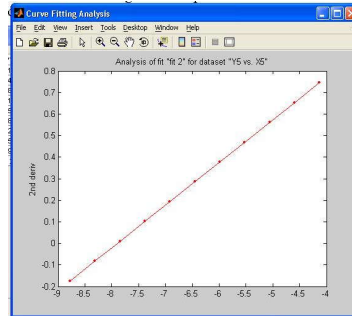 Curve Fitting Analysis
File Edit View Insert Tools Desktop Window Help
Analysis of fit "fit 2" for dataset "Y5 vs. X5"
0.8
0.7
0.6
0.5
0.4
0.3
0.2
0.1
0
-0.1
-0.2
2nd deriv
-9 -8.5 -8 -7.5 -7 -6.5 -6 -5.5 -5 -4.5 -4